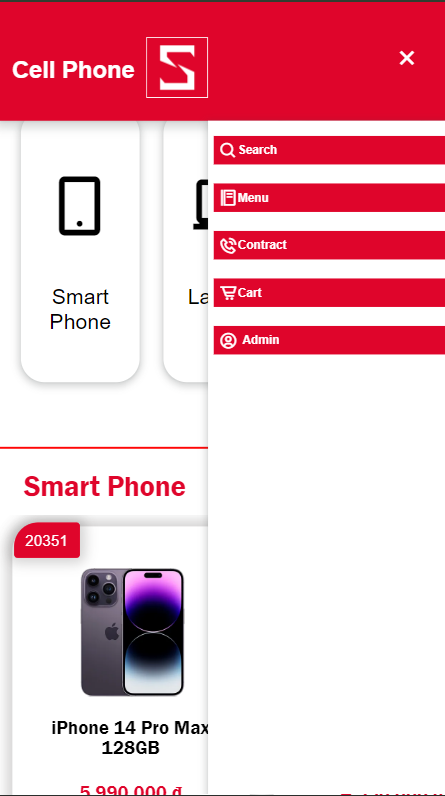 Cell Phone
Search
Menu
Contract
Cart
Admin
Smart
Phone
La
Smart Phone
20351
iPhone 14 Pro Max
128GB
5.990.000 đ